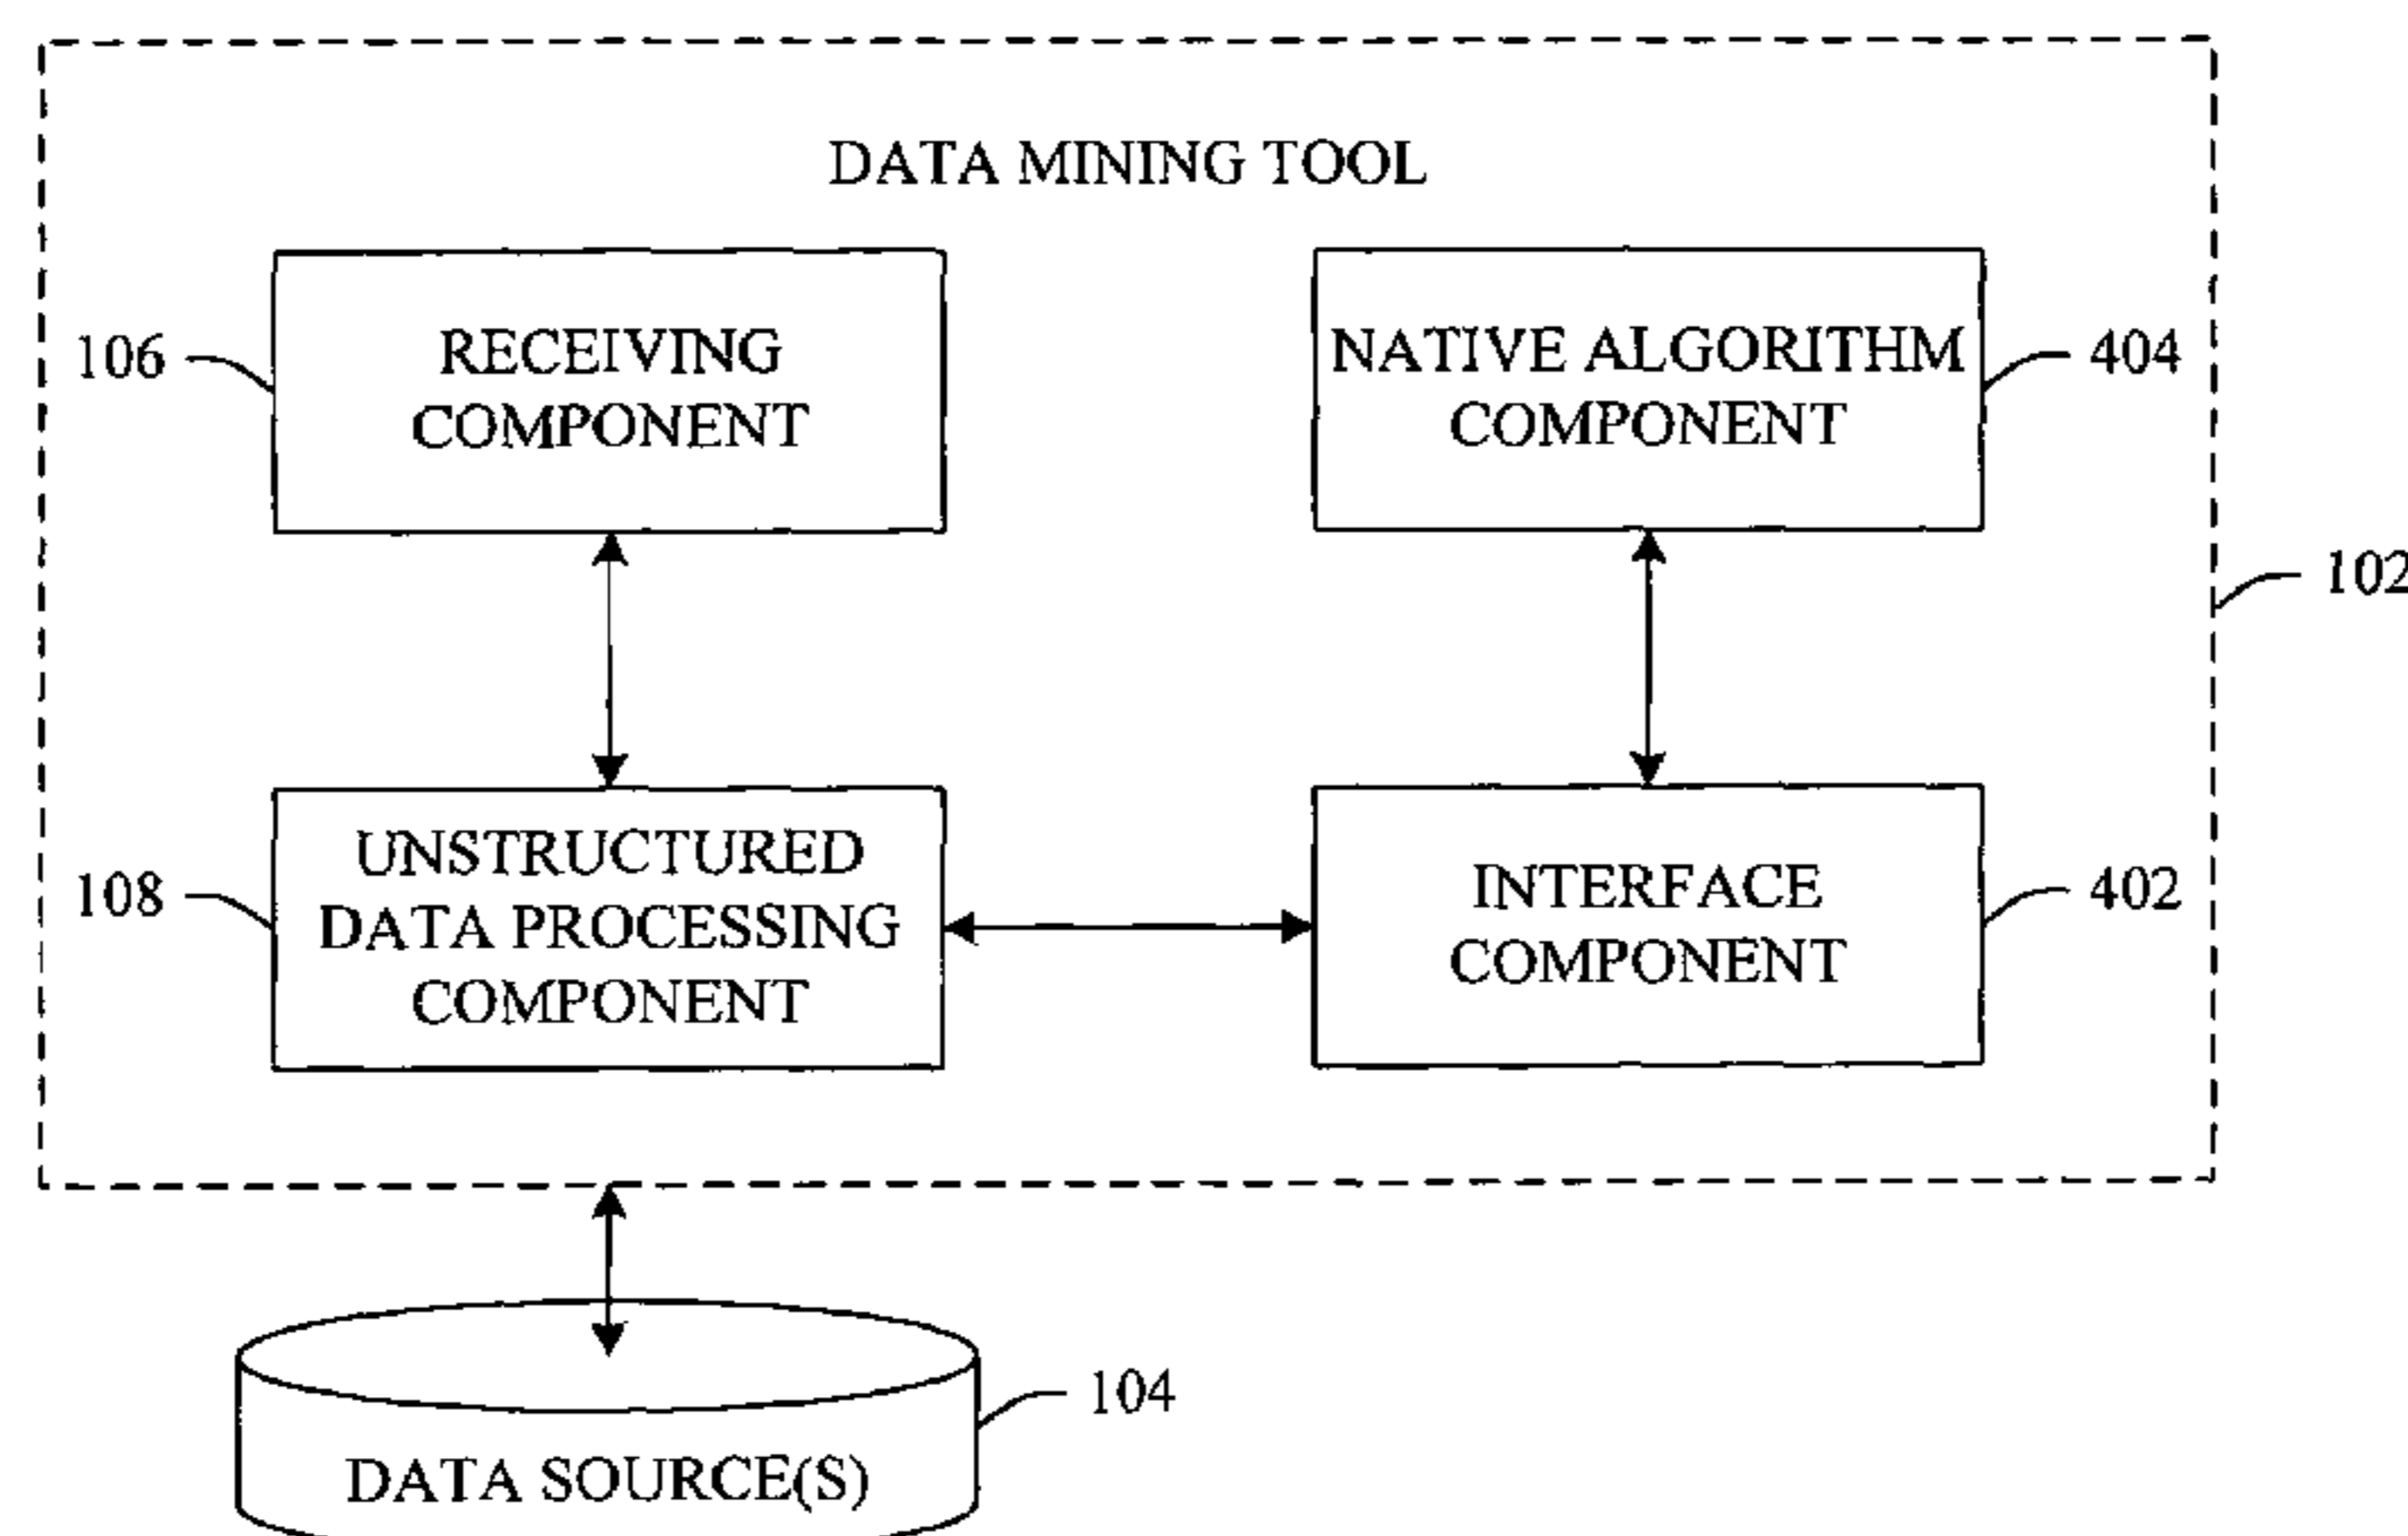 DATA MINING TOOL
106
RECEIVING
COMPONENT
NATIVE ALGORITHM
COMPONENT
404
102
108
UNSTRUCTURED
DATA PROCESSING
COMPONENT
INTERFACE
COMPONENT
402
104
DATA SOURCE(S)